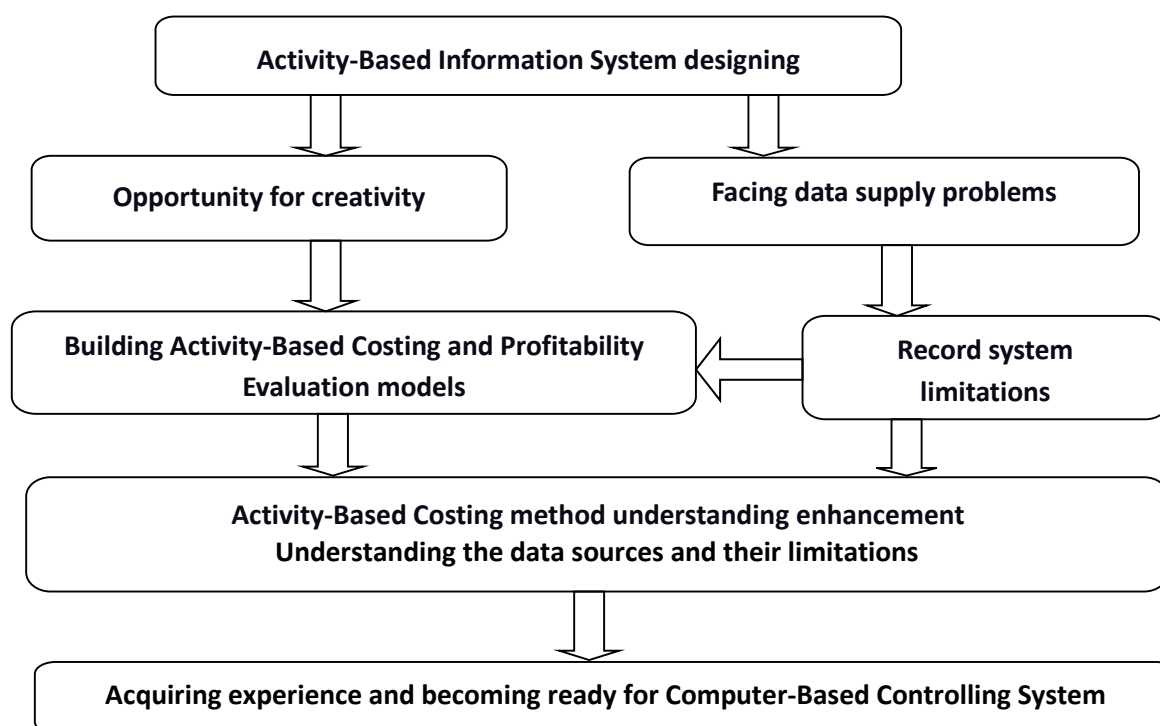 Activity-Based Information System designing
Opportunity for creativity
Facing data supply problems
Building Activity-Based Costing and Profitability
Evaluation models
Record system
limitations
Activity-Based Costing method understanding enhancement
Understanding the data sources and their limitations
Acquiring experience and becoming ready for Computer-Based Controlling System